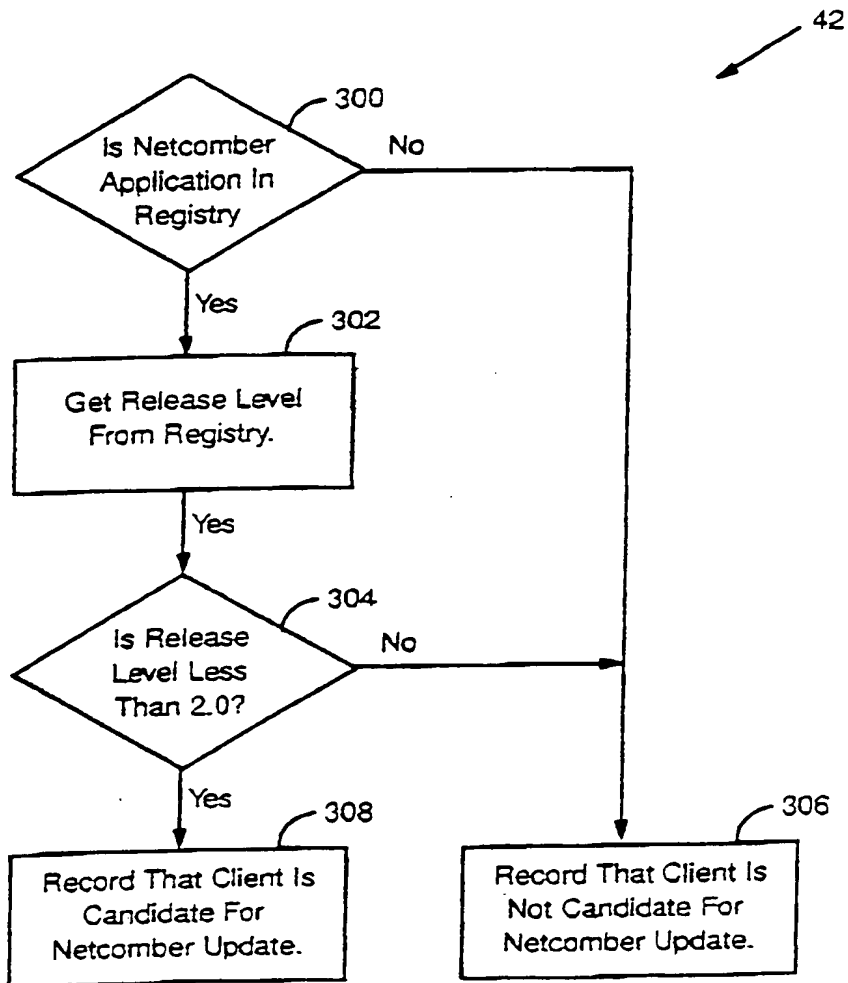 42
300
Is Netcomber
Application In
Registry
No
Yes
302
Get Release Level
From Registry.
Yes
304
Is Release
Level Less
Than 2.0?
No
Yes
308
Record That Client Is
Candidate For
Netcomber Update.
306
Record That Client Is
Not Candidate For
Netcomber Update.